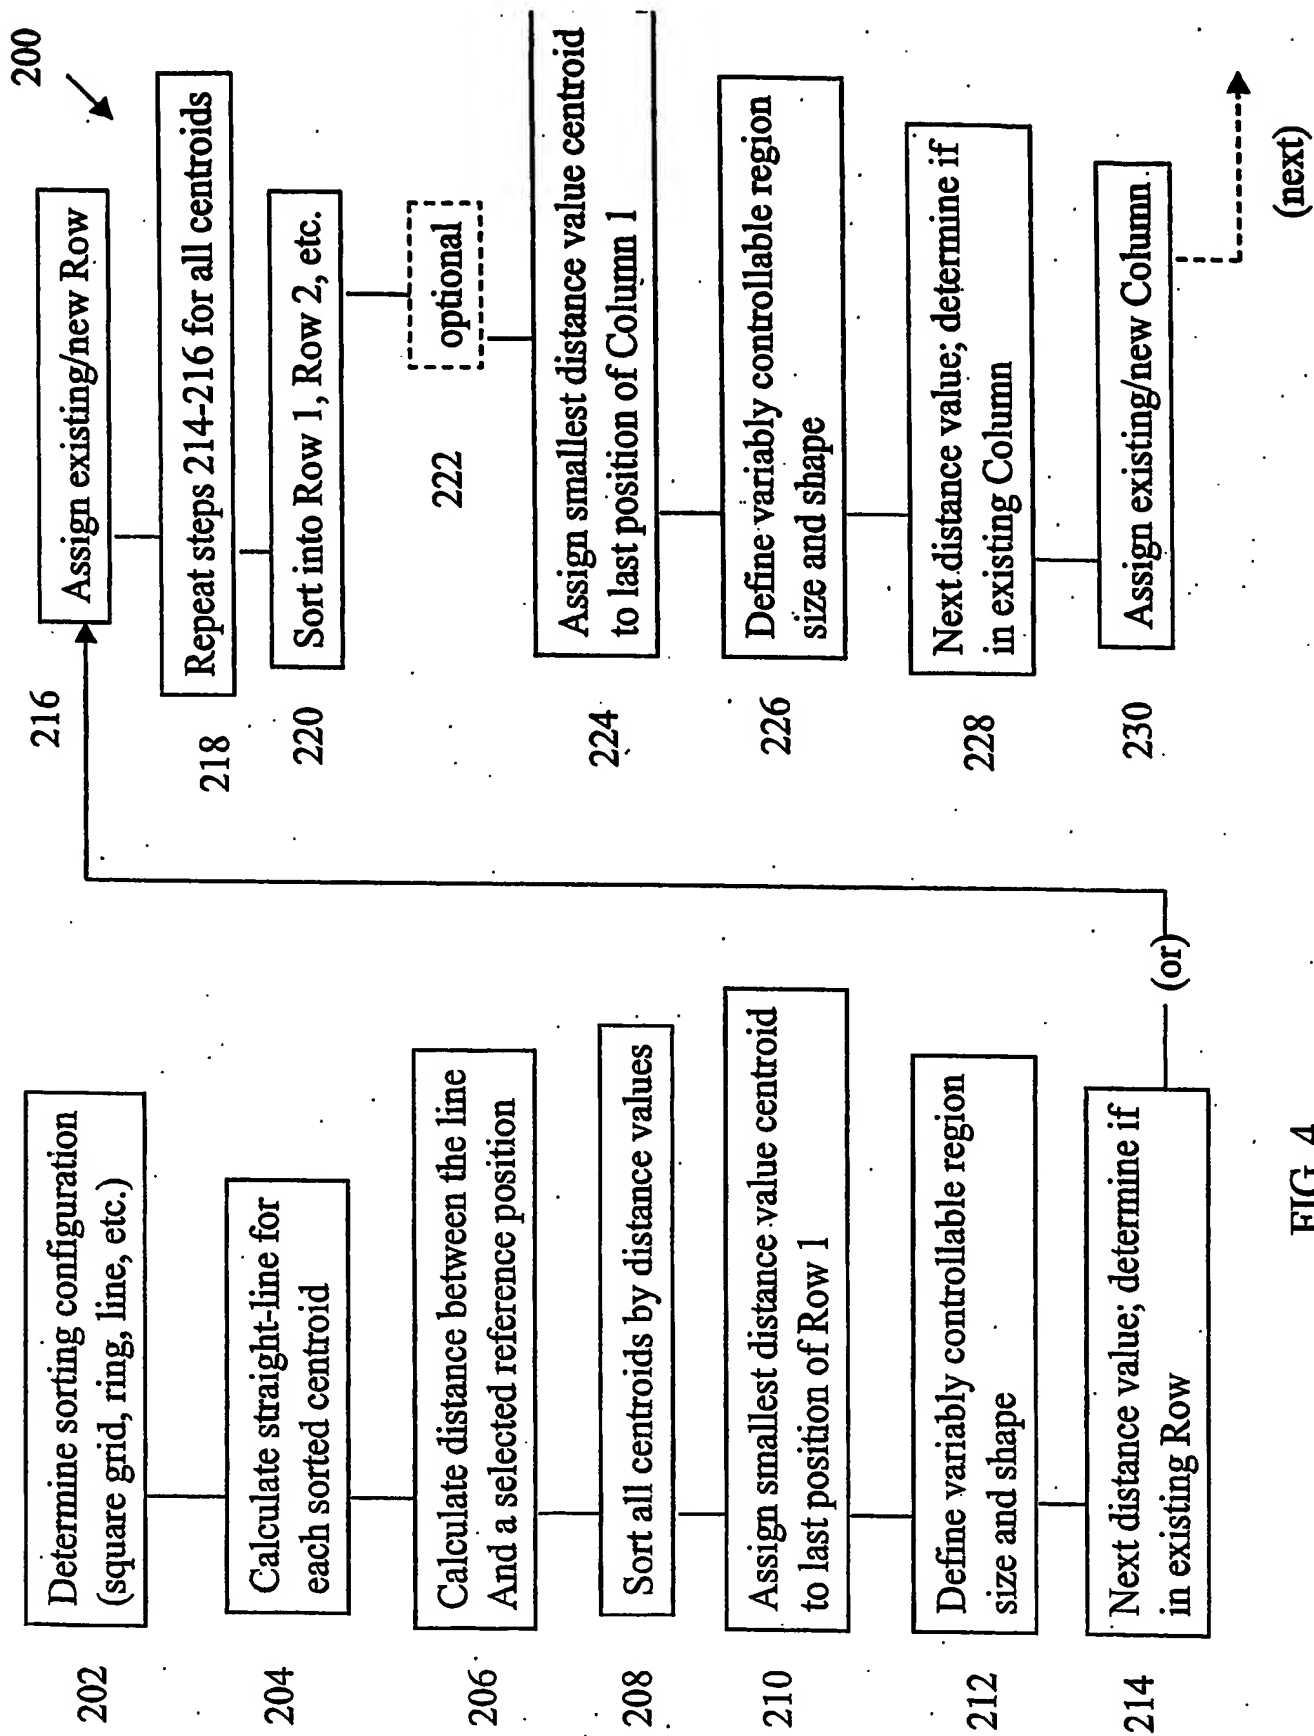 200
202
Determine sorting configuration
(square grid, ring, line, etc.)
204
Calculate straight-line for
each sorted centroid
206
Calculate distance between the line
And a selected reference position
208
Sort all centroids by distance values
210
Assign smallest distance value centroid
to last position of Row 1
212
Define variably controllable region
size and shape
214
Next distance value; determine if
in existing Row
(or)
216
Assign existing/new Row
218
Repeat steps 214-216 for all centroids
220
Sort into Row 1, Row 2, etc.
222
optional
224
Assign smallest distance value centroid
to last position of Column 1
226
Define variably controllable region
size and shape
228
Next distance value; determine if
in existing Column
230
Assign existing/new Column
(next)
FIG. 4